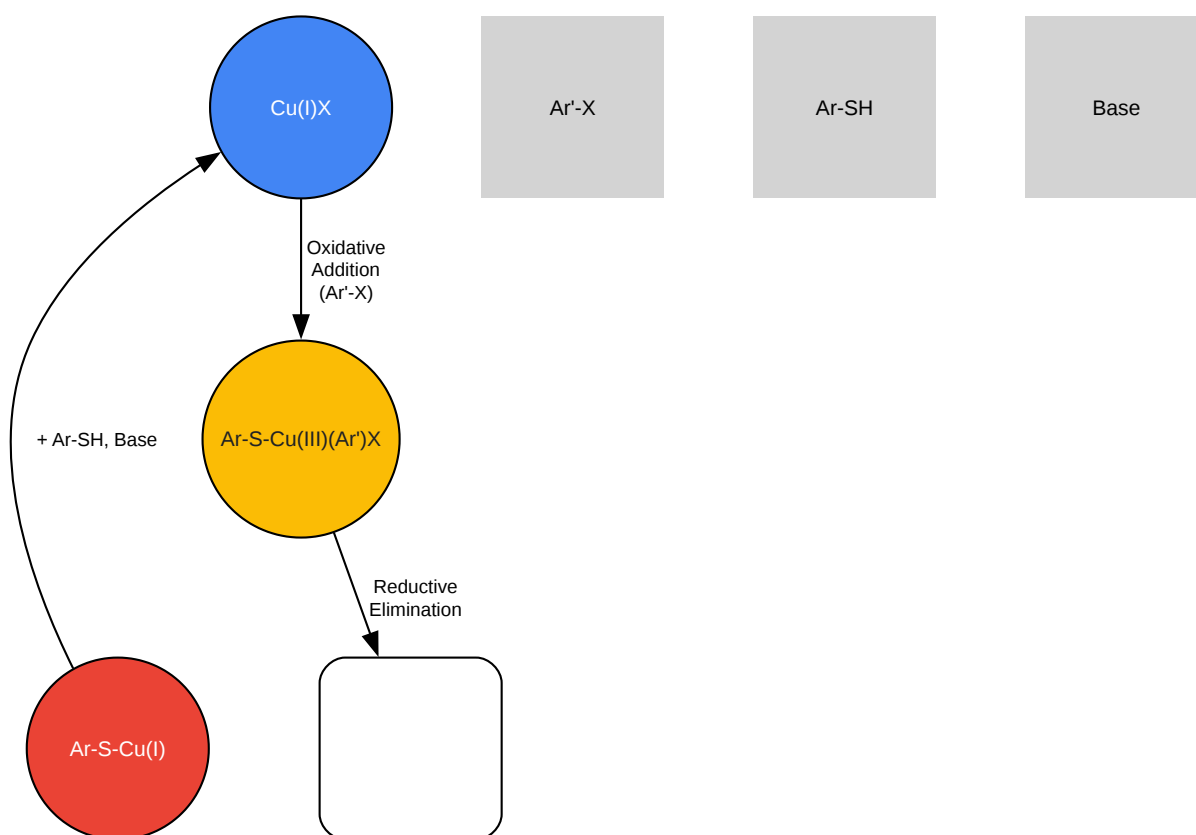 Cu(I)X
Ar'-X
Ar-SH
Base
Oxidative
Addition
(Ar'-X)
+ Ar-SH, Base
Ar-S-Cu(III)(Ar')X
Reductive
Elimination
Ar-S-Cu(I)